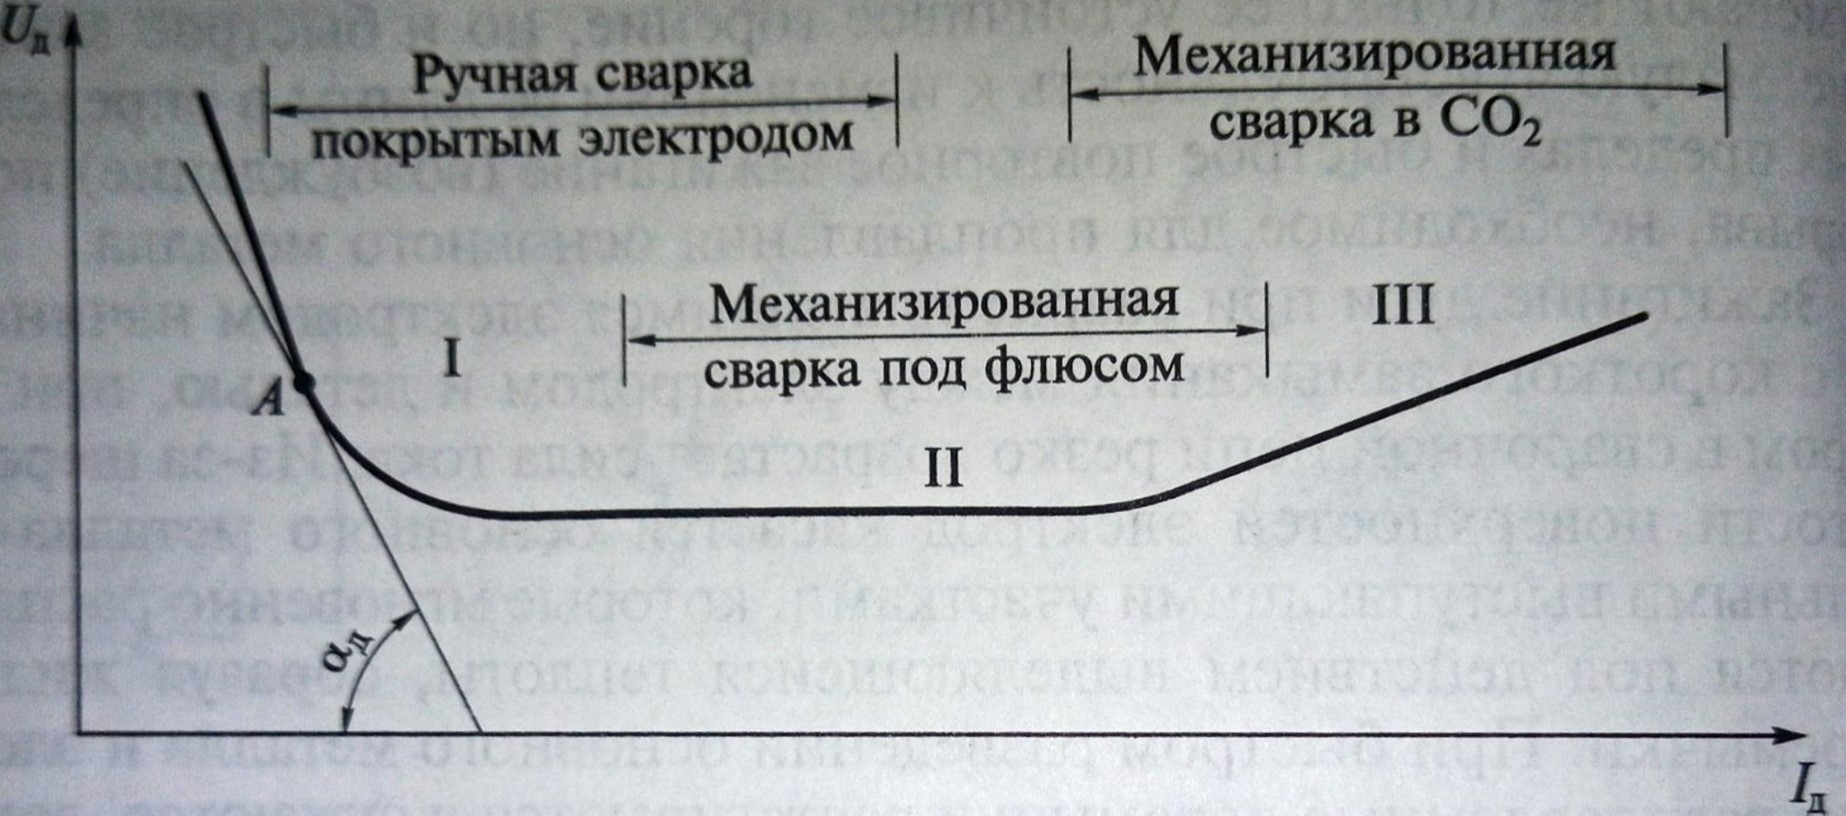 Uд
Ручная сварка
покрытым электродом
Механизированная
сварка в CO₂
Механизированная
сварка под флюсом
I
II
III
A
αд
Iд